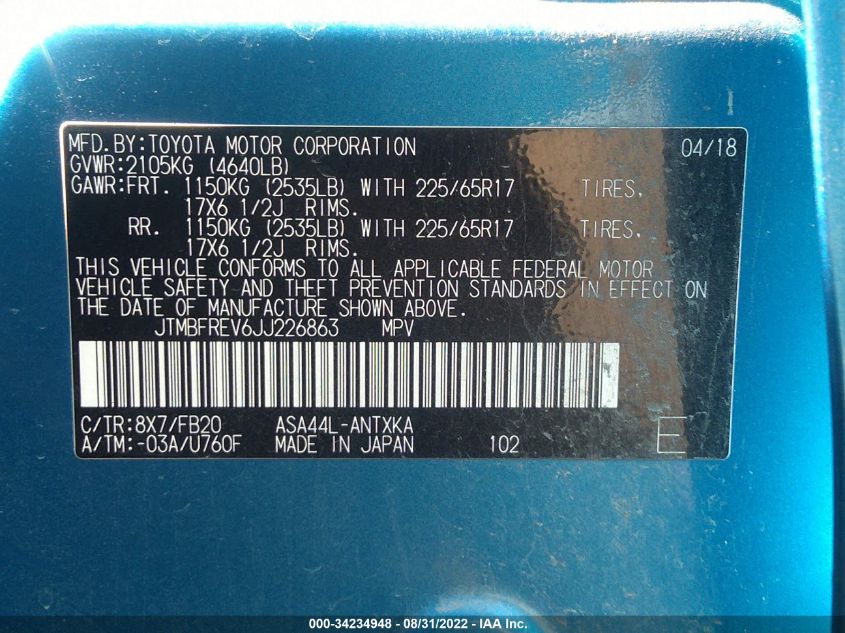 MFD.BY:TOYOTA MOTOR CORPORATION 04/18
GVWR:2105KG (4640LB)
GAWR:FRT. 1150KG (2535LB) WITH 225/65R17 TIRES,
17X6 1/2J RIMS.
RR. 1150KG (2535LB) WITH 225/65R17 TIRES,
17X6 1/2J RIMS.
THIS VEHICLE CONFORMS TO ALL APPLICABLE FEDERAL MOTOR
VEHICLE SAFETY AND THEFT PREVENTION STANDARDS IN EFFECT ON
THE DATE OF MANUFACTURE SHOWN ABOVE.
JTMBFREV6JJ226863 MPV
C/TR:8X7/FB20 ASA44L-ANTXKA
A/TM:-03A/U760F MADE IN JAPAN 102 E
000-34234948 - 08/31/2022 - IAA Inc.